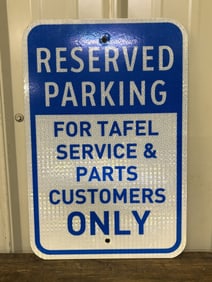 RESERVED
PARKING
FOR TAFEL
SERVICE &
PARTS
CUSTOMERS
ONLY